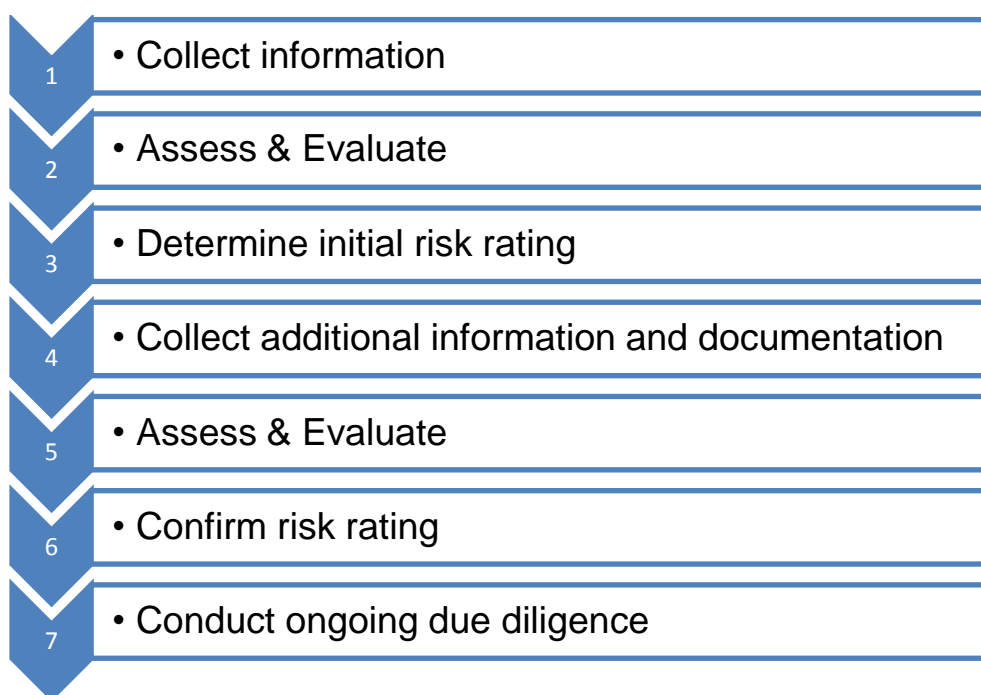 1 • Collect information
2 • Assess & Evaluate
3 • Determine initial risk rating
4 • Collect additional information and documentation
5 • Assess & Evaluate
6 • Confirm risk rating
7 • Conduct ongoing due diligence